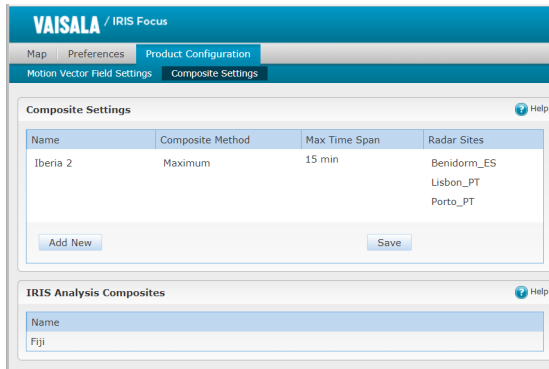 VAISALA / IRIS Focus
Map Preferences Product Configuration
Motion Vector Field Settings Composite Settings
Composite Settings ? Help
Name Composite Method Max Time Span Radar Sites
Iberia 2 Maximum 15 min Benidorm_ES
Lisbon_PT
Porto_PT
Add New Save
IRIS Analysis Composites ? Help
Name
Fiji